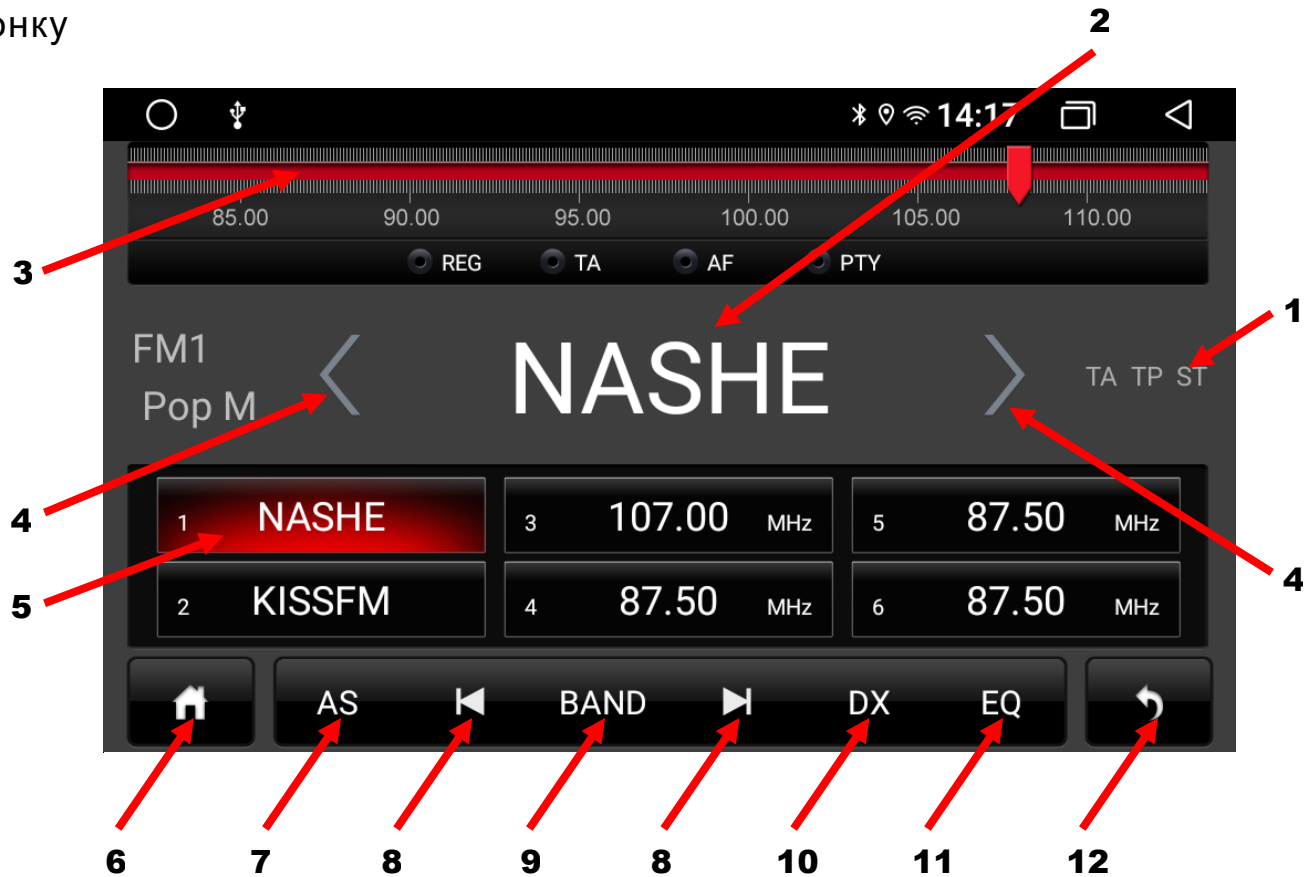 онку
2
14:17
85.00 90.00 95.00 100.00 105.00 110.00
REG TA AF PTY
3
1
FM1
NASHE
TA TP ST
Pop M
4
1 NASHE 3 107.00 MHz 5 87.50 MHz
4
5
2 KISSFM 4 87.50 MHz 6 87.50 MHz
AS BAND DX EQ
6 7 8 9 8 10 11 12